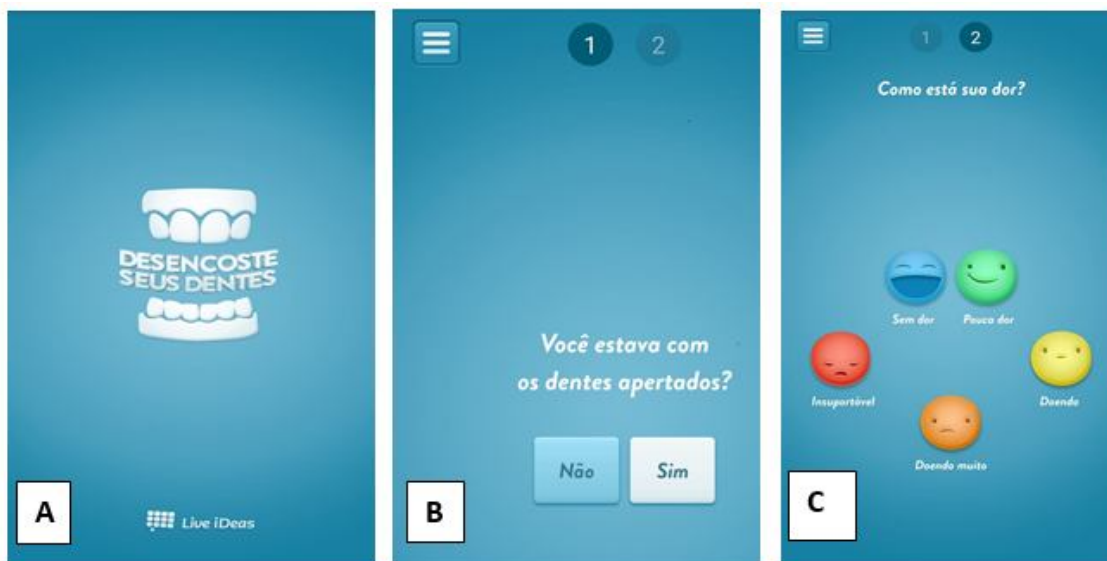 DESENCOSTE
SEUS DENTES
Live iDeas
A
1 2
Você estava com
os dentes apertados?
Não Sim
B
1 2
Como está sua dor?
Sem dor Pouca dor
Insuportável Doendo
Doendo muito
C